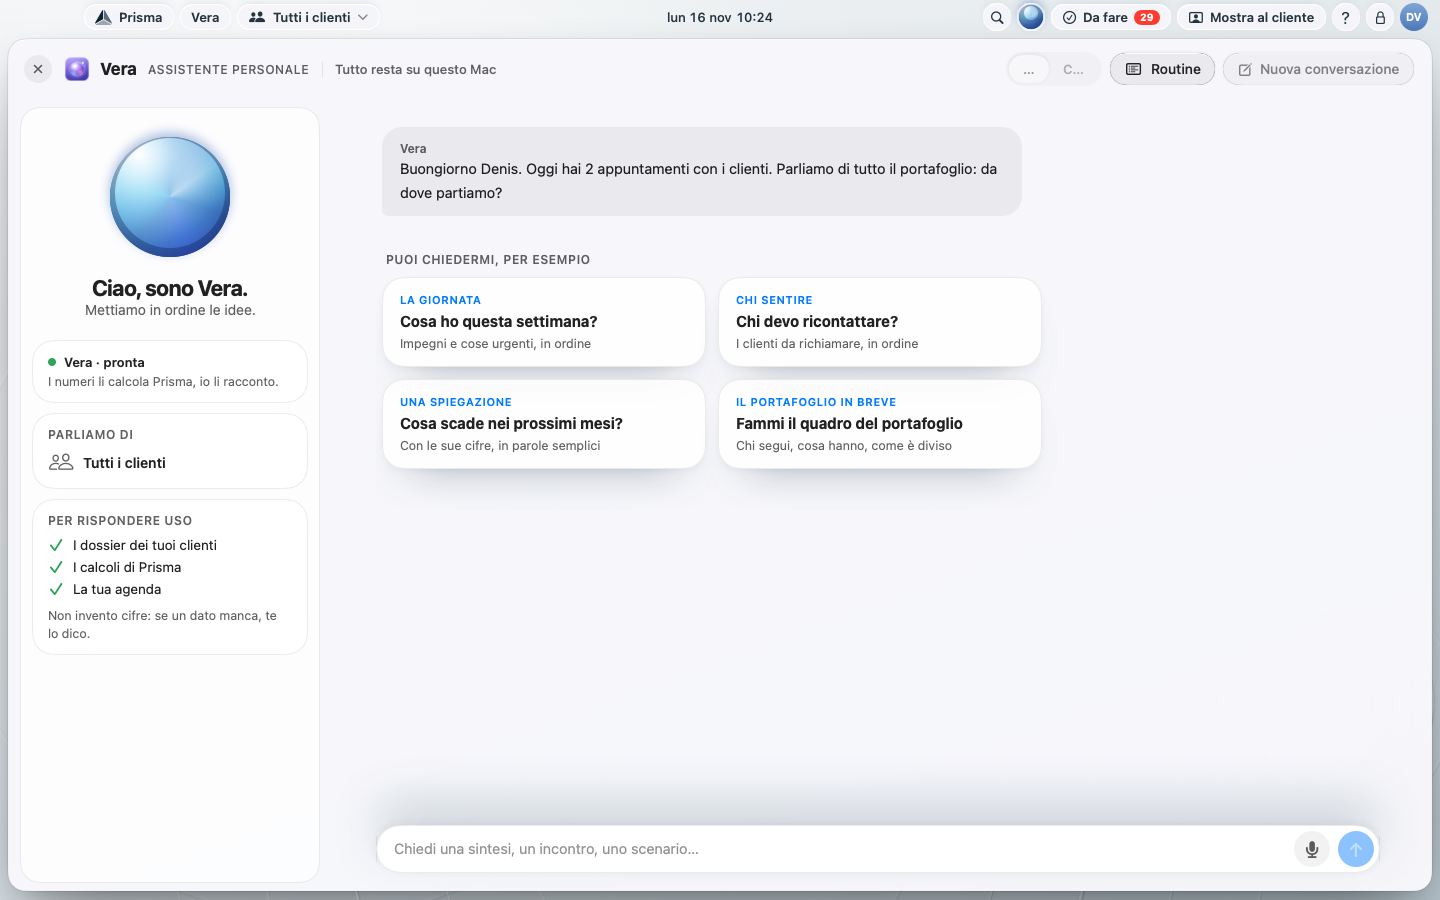 Prisma
Vera
Tutti i clienti
lun 16 nov 10:24
Da fare 29
Mostra al cliente
?
DV
Vera ASSISTENTE PERSONALE Tutto resta su questo Mac
...
C...
Routine
Nuova conversazione
Ciao, sono Vera.
Mettiamo in ordine le idee.
Vera · pronta
I numeri li calcola Prisma, io li racconto.
PARLIAMO DI
Tutti i clienti
PER RISPONDERE USO
I dossier dei tuoi clienti
I calcoli di Prisma
La tua agenda
Non invento cifre: se un dato manca, te
lo dico.
Vera
Buongiorno Denis. Oggi hai 2 appuntamenti con i clienti. Parliamo di tutto il portafoglio: da
dove partiamo?
PUOI CHIEDERMI, PER ESEMPIO
LA GIORNATA
Cosa ho questa settimana?
Impegni e cose urgenti, in ordine
CHI SENTIRE
Chi devo ricontattare?
I clienti da richiamare, in ordine
UNA SPIEGAZIONE
Cosa scade nei prossimi mesi?
Con le sue cifre, in parole semplici
IL PORTAFOGLIO IN BREVE
Fammi il quadro del portafoglio
Chi segui, cosa hanno, come è diviso
Chiedi una sintesi, un incontro, uno scenario...